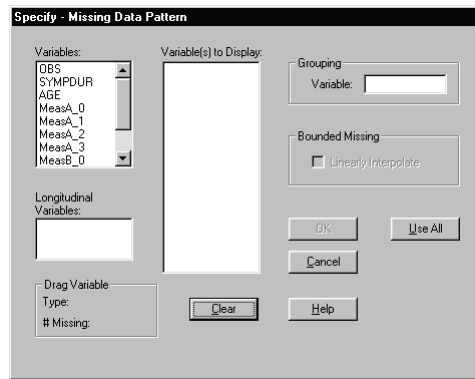 Specify - Missing Data Pattern
Variables:
OBS
SYMPDUR
AGE
MeasA_0
MeasA_1
MeasA_2
MeasA_3
MeasB_0
Longitudinal
Variables:
Drag Variable
Type:
# Missing:
Variable(s) to Display:
Clear
Grouping
Variable:
Bounded Missing
Linearly Interpolate
OK
Use All
Cancel
Help